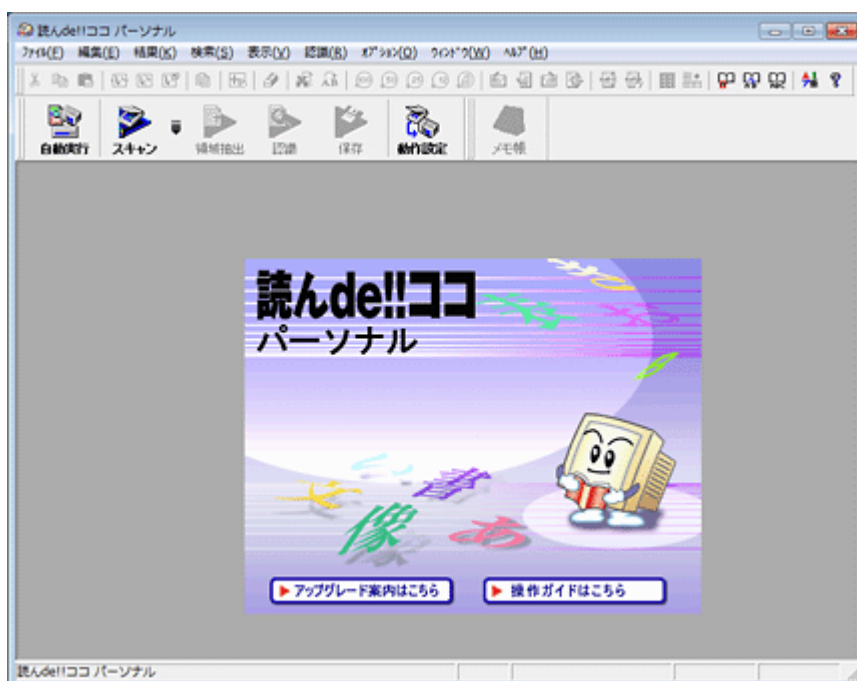 読んde!!ココ パーソナル
ファイル(F) 編集(E) 結果(K) 検索(S) 表示(V) 認識(R) オプション(O) ウィンドウ(W) ヘルプ(H)
自動実行 スキャン 領域抽出 認識 保存 動作設定 メモ帳
読んde!!ココ
パーソナル
像 書 あ
アップグレード案内はこちら 操作ガイドはこちら
読んde!!ココ パーソナル